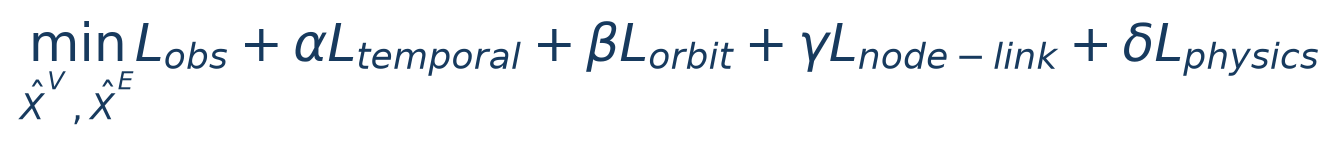 min L_obs + αL_temporal + βL_orbit + γL_node−link + δL_physics
X̂^V, X̂^E